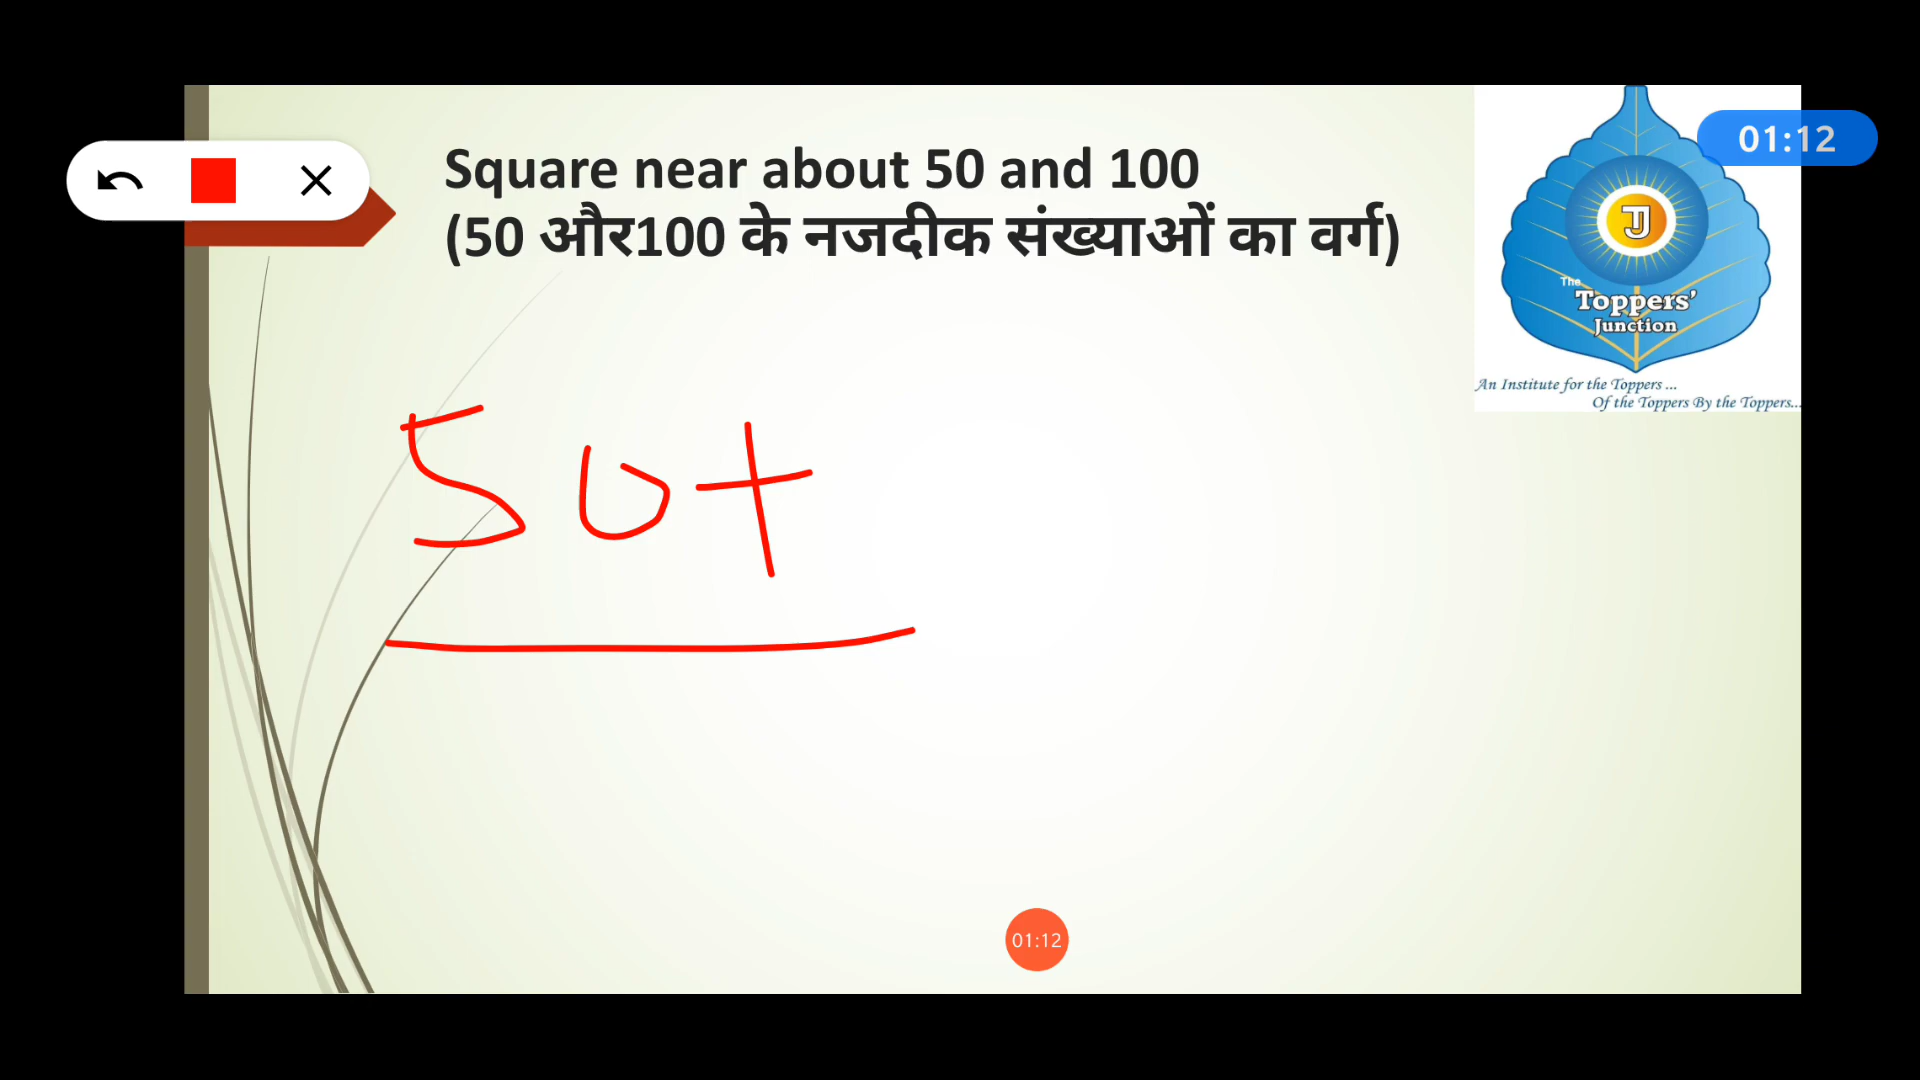 01:12
Square near about 50 and 100
(50 और100 के नजदीक संख्याओं का वर्ग)
The
Toppers’
Junction
An Institute for the Toppers ...
Of the Toppers By the Toppers...
50+
01:12